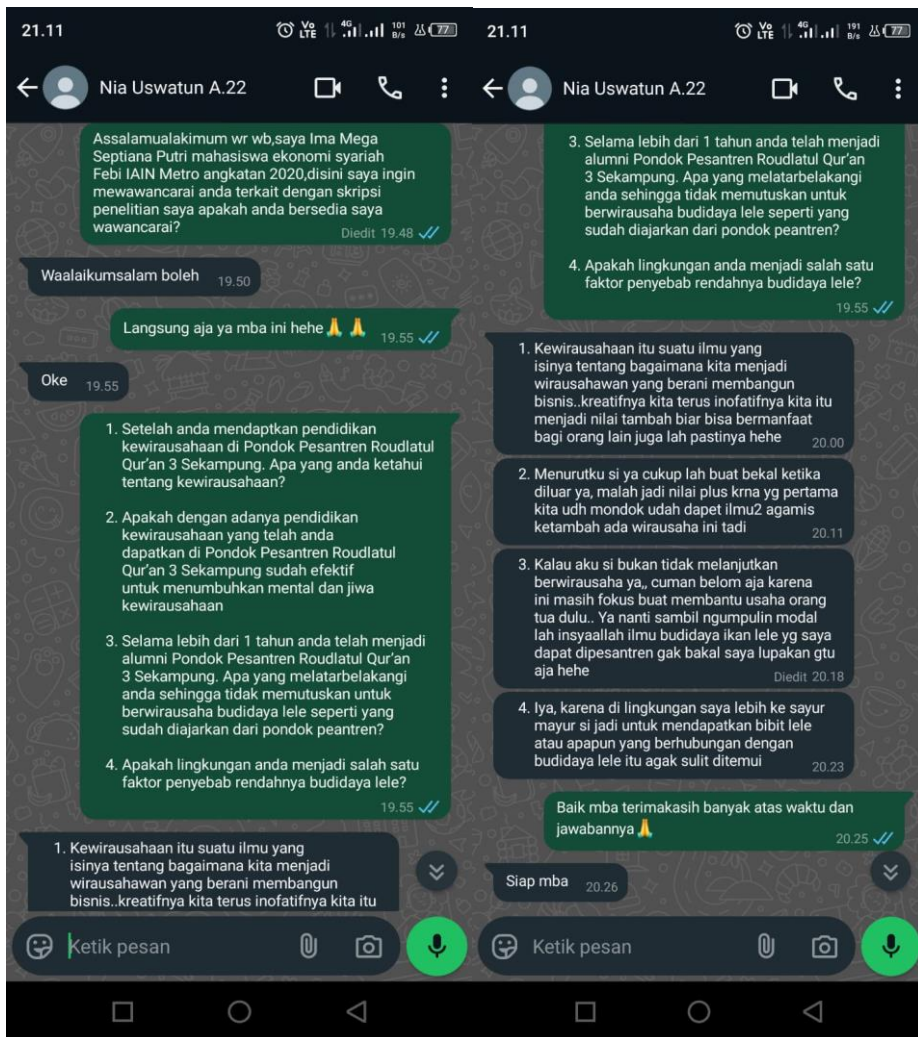 21.11
Vo LTE 4G 101 B/s 77
Nia Uswatun A.22
Assalamualakimum wr wb,saya Ima Mega
Septiana Putri mahasiswa ekonomi syariah
Febi IAIN Metro angkatan 2020,disini saya ingin
mewawancarai anda terkait dengan skripsi
penelitian saya apakah anda bersedia saya
wawancarai?
Diedit 19.48
Waalaikumsalam boleh 19.50
Langsung aja ya mba ini hehe🙏 🙏 19.55
Oke 19.55
1. Setelah anda mendaptkan pendidikan
kewirausahaan di Pondok Pesantren Roudlatul
Qur'an 3 Sekampung. Apa yang anda ketahui
tentang kewirausahaan?
2. Apakah dengan adanya pendidikan
kewirausahaan yang telah anda
dapatkan di Pondok Pesantren Roudlatul
Qur'an 3 Sekampung sudah efektif
untuk menumbuhkan mental dan jiwa
kewirausahaan
3. Selama lebih dari 1 tahun anda telah menjadi
alumni Pondok Pesantren Roudlatul Qur'an
3 Sekampung. Apa yang melatarbelakangi
anda sehingga tidak memutuskan untuk
berwirausaha budidaya lele seperti yang
sudah diajarkan dari pondok peantren?
4. Apakah lingkungan anda menjadi salah satu
faktor penyebab rendahnya budidaya lele?
19.55
1. Kewirausahaan itu suatu ilmu yang
isinya tentang bagaimana kita menjadi
wirausahawan yang berani membangun
bisnis..kreatifnya kita terus inofatifnya kita itu
Ketik pesan
21.11
Vo LTE 4G 191 B/s 77
Nia Uswatun A.22
3. Selama lebih dari 1 tahun anda telah menjadi
alumni Pondok Pesantren Roudlatul Qur'an
3 Sekampung. Apa yang melatarbelakangi
anda sehingga tidak memutuskan untuk
berwirausaha budidaya lele seperti yang
sudah diajarkan dari pondok peantren?
4. Apakah lingkungan anda menjadi salah satu
faktor penyebab rendahnya budidaya lele?
19.55
1. Kewirausahaan itu suatu ilmu yang
isinya tentang bagaimana kita menjadi
wirausahawan yang berani membangun
bisnis..kreatifnya kita terus inofatifnya kita itu
menjadi nilai tambah biar bisa bermanfaat
bagi orang lain juga lah pastinya hehe 20.00
2. Menurutku si ya cukup lah buat bekal ketika
diluar ya, malah jadi nilai plus krna yg pertama
kita udh mondok udah dapet ilmu2 agamis
ketambah ada wirausaha ini tadi 20.11
3. Kalau aku si bukan tidak melanjutkan
berwirausaha ya,, cuman belom aja karena
ini masih fokus buat membantu usaha orang
tua dulu.. Ya nanti sambil ngumpulin modal
lah insyaallah ilmu budidaya ikan lele yg saya
dapat dipesantren gak bakal saya lupakan gtu
aja hehe Diedit 20.18
4. Iya, karena di lingkungan saya lebih ke sayur
mayur si jadi untuk mendapatkan bibit lele
atau apapun yang berhubungan dengan
budidaya lele itu agak sulit ditemui 20.23
Baik mba terimakasih banyak atas waktu dan
jawabannya🙏 20.25
Siap mba 20.26
Ketik pesan